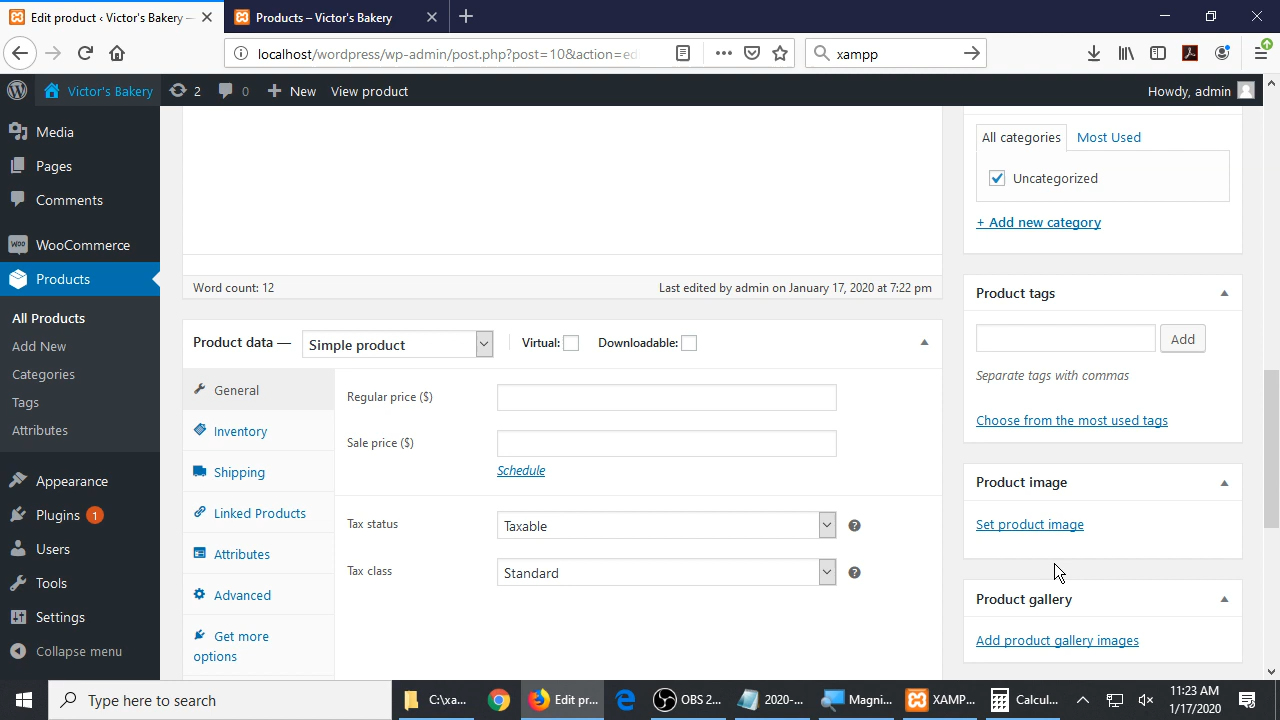 Edit product ‹ Victor's Bakery —
Products – Victor's Bakery
localhost/wordpress/wp-admin/post.php?post=10&action=ed
xampp
Victor's Bakery
2
0
New
View product
Howdy, admin
Media
Pages
Comments
WooCommerce
Products
All Products
Add New
Categories
Tags
Attributes
Appearance
Plugins 1
Users
Tools
Settings
Collapse menu
Word count: 12
Last edited by admin on January 17, 2020 at 7:22 pm
Product data —
Simple product
Virtual:
Downloadable:
General
Inventory
Shipping
Linked Products
Attributes
Advanced
Get more
options
Regular price ($)
Sale price ($)
Schedule
Tax status
Taxable
Tax class
Standard
All categories
Most Used
Uncategorized
+ Add new category
Product tags
Add
Separate tags with commas
Choose from the most used tags
Product image
Set product image
Product gallery
Add product gallery images
Type here to search
C:\xa...
Edit pr...
OBS 2...
2020-...
Magni...
XAMP...
Calcul...
11:23 AM
1/17/2020